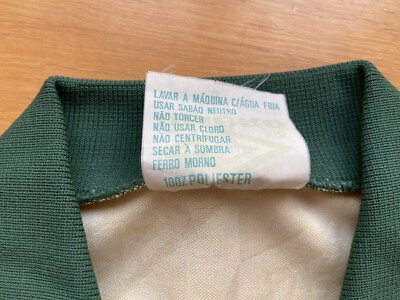 LAVAR A MÁQUINA C/ÁGUA FRIA
USAR SABÃO NEUTRO
NÃO TORCER
NÃO USAR CLORO
NÃO CENTRIFUGAR
SECAR À SOMBRA
FERRO MORNO
100% POLIESTER